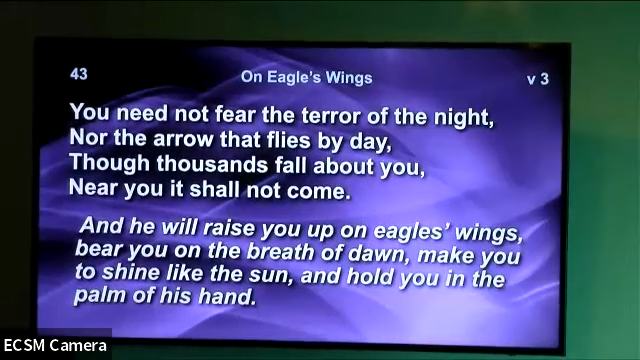 43 On Eagle's Wings v 3
You need not fear the terror of the night,
Nor the arrow that flies by day,
Though thousands fall about you,
Near you it shall not come.
And he will raise you up on eagles' wings,
bear you on the breath of dawn, make you
to shine like the sun, and hold you in the
palm of his hand.
ECSM Camera